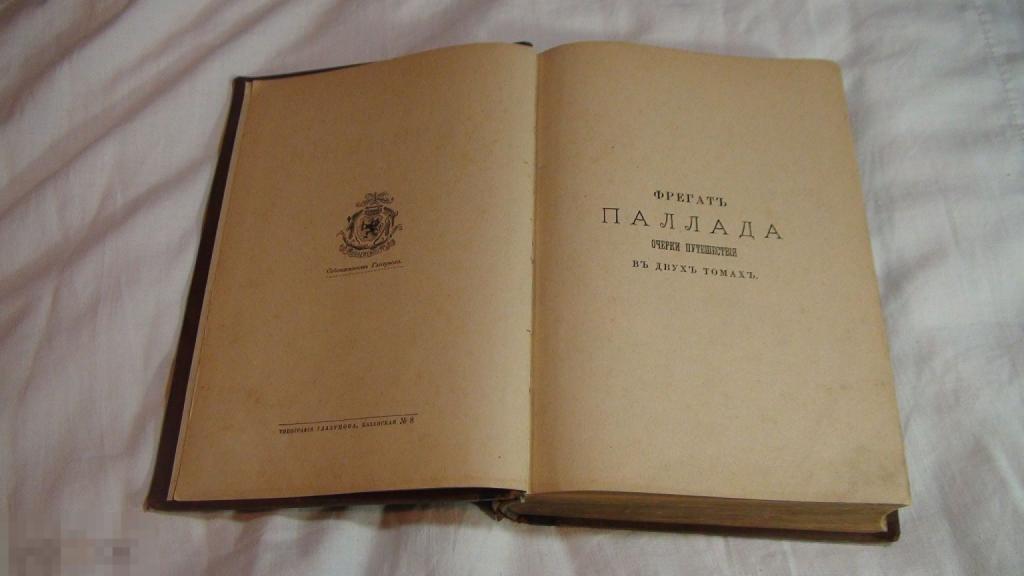 Собственность Глазунова.
ТИПОГРАФІЯ ГЛАЗУНОВА, КАЗАНСКАЯ № 8
ФРЕГАТЪ
ПАЛЛАДА
ОЧЕРКИ ПУТЕШЕСТВІЯ
ВЪ ДВУХЪ ТОМАХЪ.